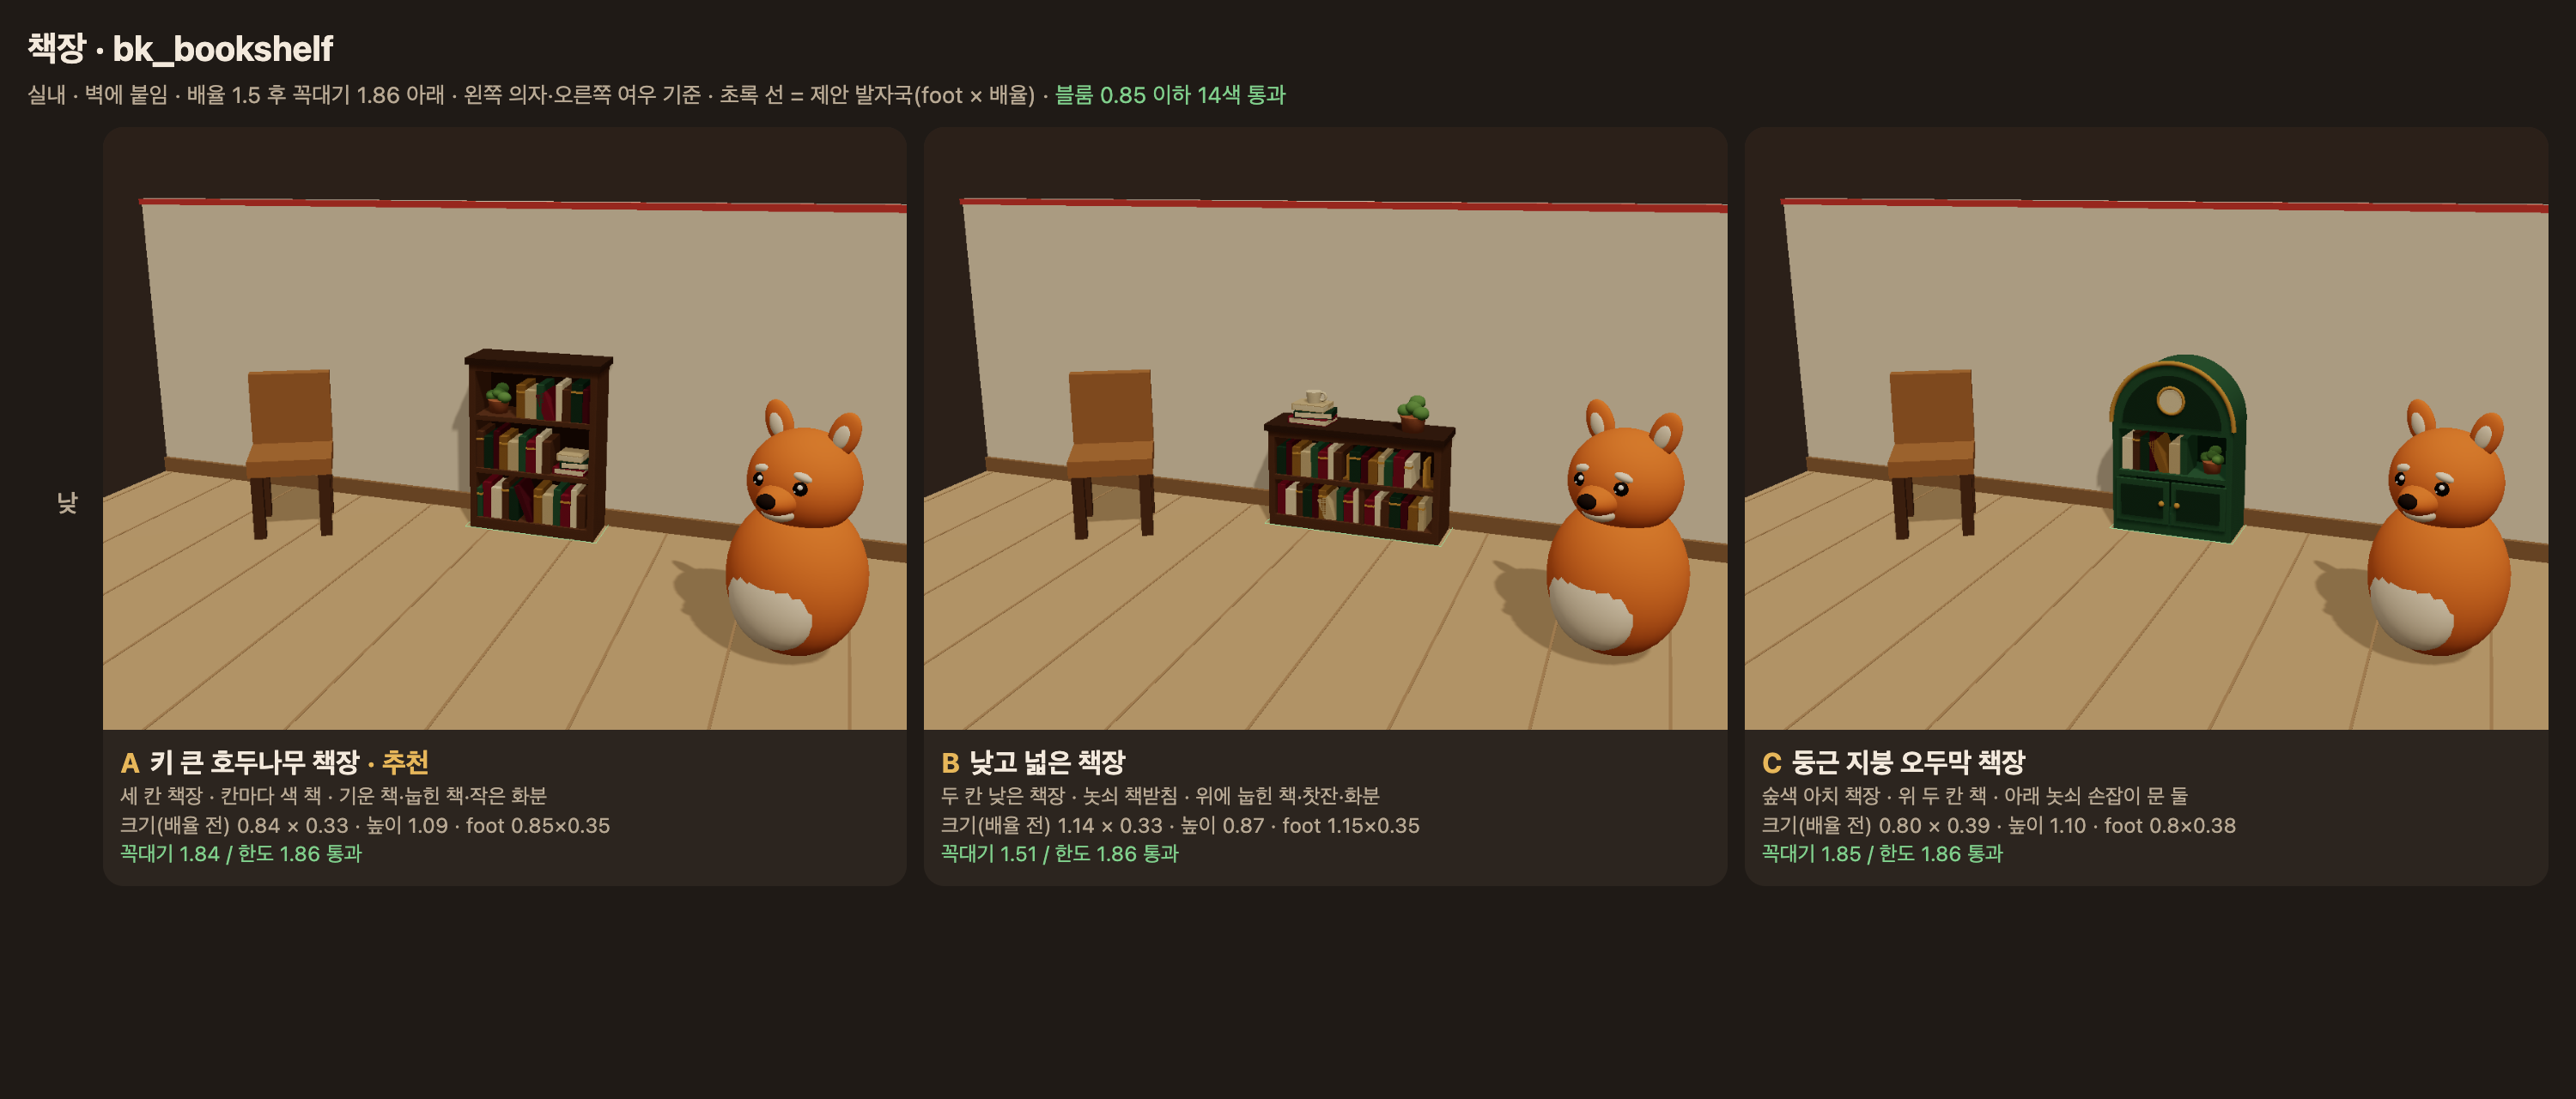 책장 · bk_bookshelf
실내 · 벽에 붙임 · 배율 1.5 후 꼭대기 1.86 아래 · 왼쪽 의자·오른쪽 여우 기준 · 초록 선 = 제안 발자국(foot × 배율) · 블룸 0.85 이하 14색 통과
낮
A 키 큰 호두나무 책장 · 추천
세 칸 책장 · 칸마다 색 책 · 기운 책·눕힌 책·작은 화분
크기(배율 전) 0.84 × 0.33 · 높이 1.09 · foot 0.85×0.35
꼭대기 1.84 / 한도 1.86 통과
B 낮고 넓은 책장
두 칸 낮은 책장 · 놋쇠 책받침 · 위에 눕힌 책·찻잔·화분
크기(배율 전) 1.14 × 0.33 · 높이 0.87 · foot 1.15×0.35
꼭대기 1.51 / 한도 1.86 통과
C 둥근 지붕 오두막 책장
숲색 아치 책장 · 위 두 칸 책 · 아래 놋쇠 손잡이 문 둘
크기(배율 전) 0.80 × 0.39 · 높이 1.10 · foot 0.8×0.38
꼭대기 1.85 / 한도 1.86 통과